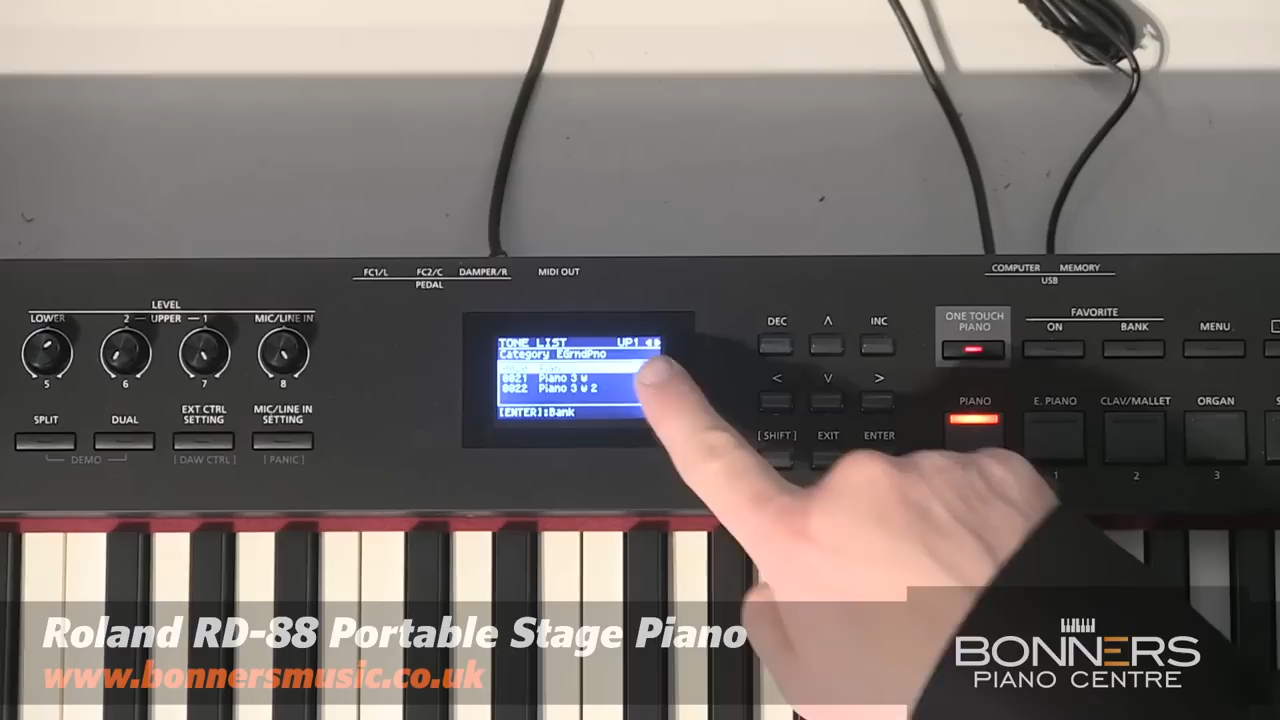 FC1/L FC2/C DAMPER/R MIDI OUT
PEDAL
COMPUTER MEMORY
USB
LEVEL
LOWER 2 UPPER 1 MIC/LINE IN
5 6 7 8
SPLIT DUAL EXT CTRL SETTING MIC/LINE IN SETTING
DEMO [DAW CTRL] [PANIC]
TONE LIST UP1
Category EGrndPno
0021 Piano 3 w
0022 Piano 3 w 2
[ENTER]:Bank
DEC ∧ INC
< ∨ >
[SHIFT] EXIT ENTER
ONE TOUCH
PIANO
FAVORITE
ON BANK MENU
PIANO E. PIANO CLAV/MALLET ORGAN
1 2 3
Roland RD-88 Portable Stage Piano
www.bonnersmusic.co.uk
BONNERS
PIANO CENTRE